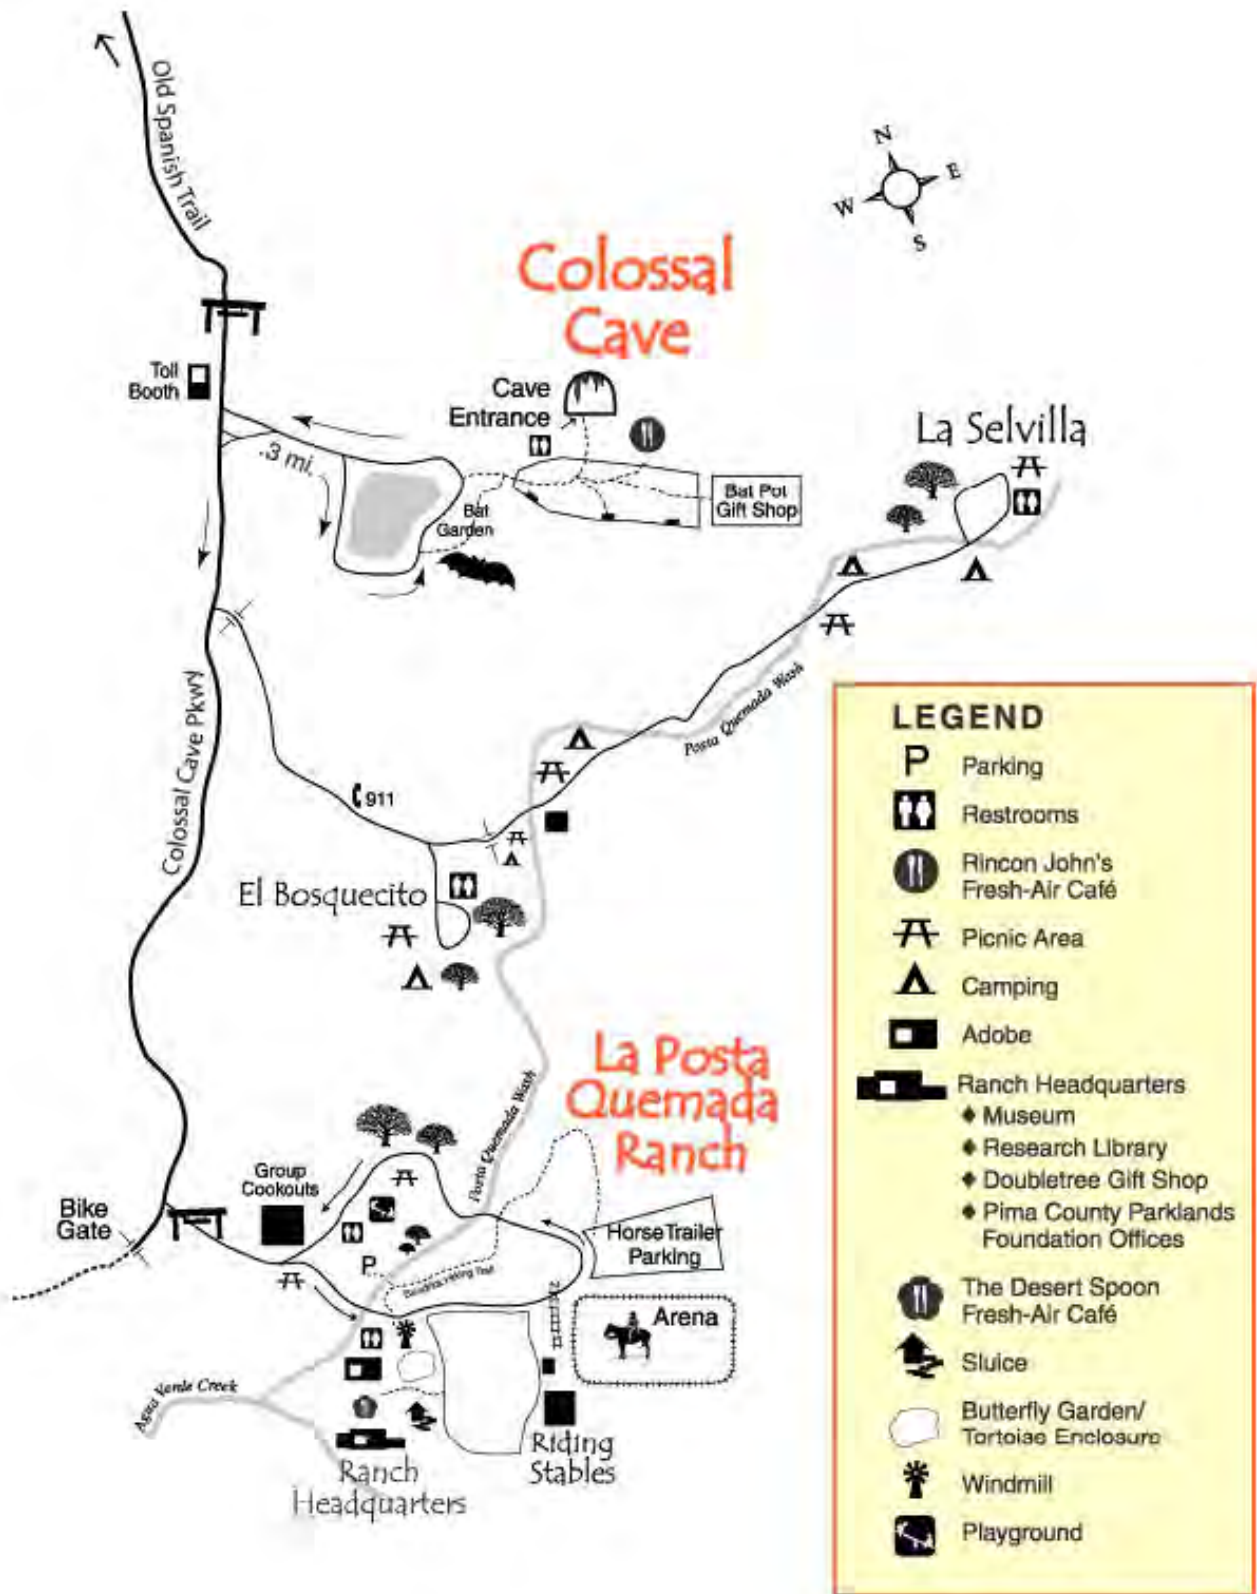 Old Spanish Trail
N
E
W
S
Colossal
Cave
Toll
Booth
Cave
Entrance
La Selvilla
.3 mi.
Bat
Garden
Bat Pot
Gift Shop
Posta Quemada Wash
Colossal Cave Pkwy
911
El Bosquecito
LEGEND
P Parking
Restrooms
Rincon John's
Fresh-Air Café
Picnic Area
Camping
Adobe
Ranch Headquarters
♦ Museum
♦ Research Library
♦ Doubletree Gift Shop
♦ Pima County Parklands
Foundation Offices
The Desert Spoon
Fresh-Air Café
Sluice
Butterfly Garden/
Tortoise Enclosure
Windmill
Playground
La Posta
Quemada
Ranch
Posta Quemada Wash
Group
Cookouts
Bike
Gate
P
Horse Trailer
Parking
Hiking Trail
Arena
Agua Verde Creek
Riding
Stables
Ranch
Headquarters